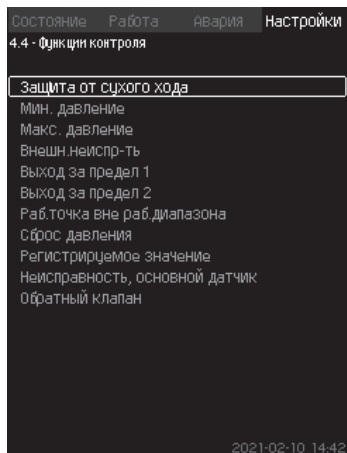 Состояние Работа Авария Настройки
4.4 - Функции контроля
Защита от сухого хода
Мин. давление
Макс. давление
Внешн.неиспр-ть
Выход за предел 1
Выход за предел 2
Раб.точка вне раб.диапазона
Сброс давления
Регистрируемое значение
Неисправность, основной датчик
Обратный клапан
2021-02-10 14:42